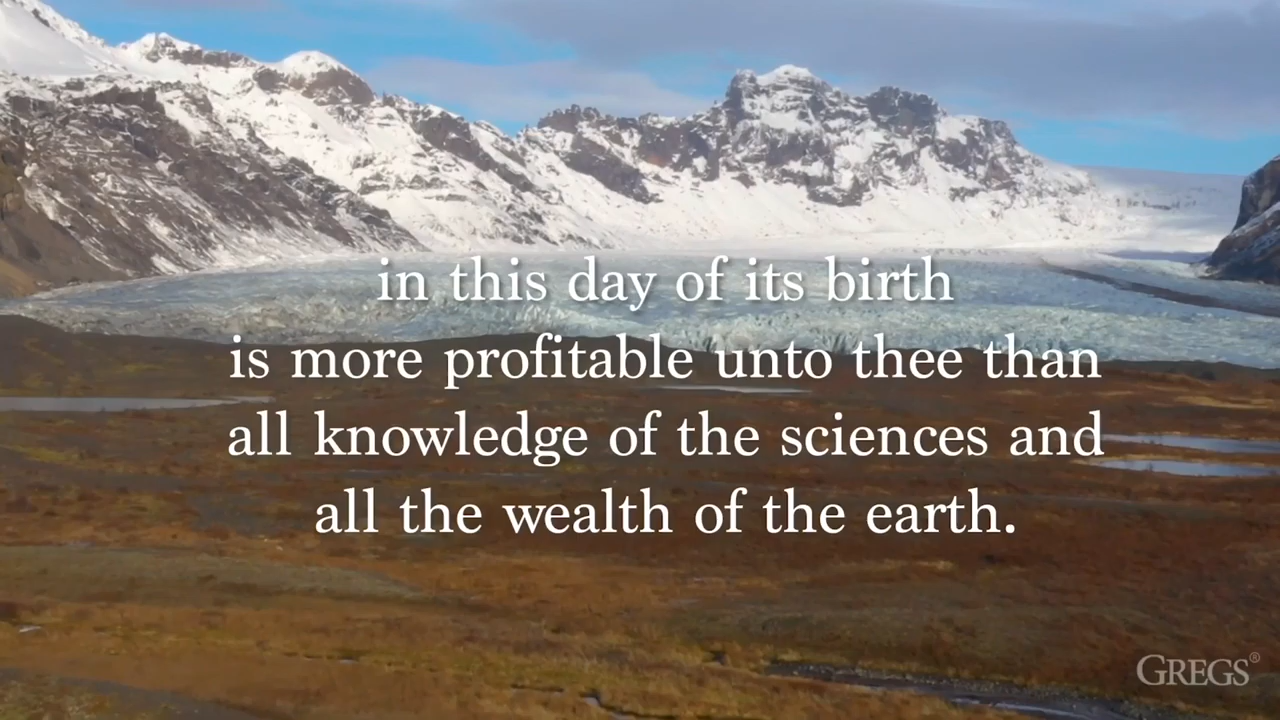 in this day of its birth
is more profitable unto thee than
all knowledge of the sciences and
all the wealth of the earth.
GREGS®